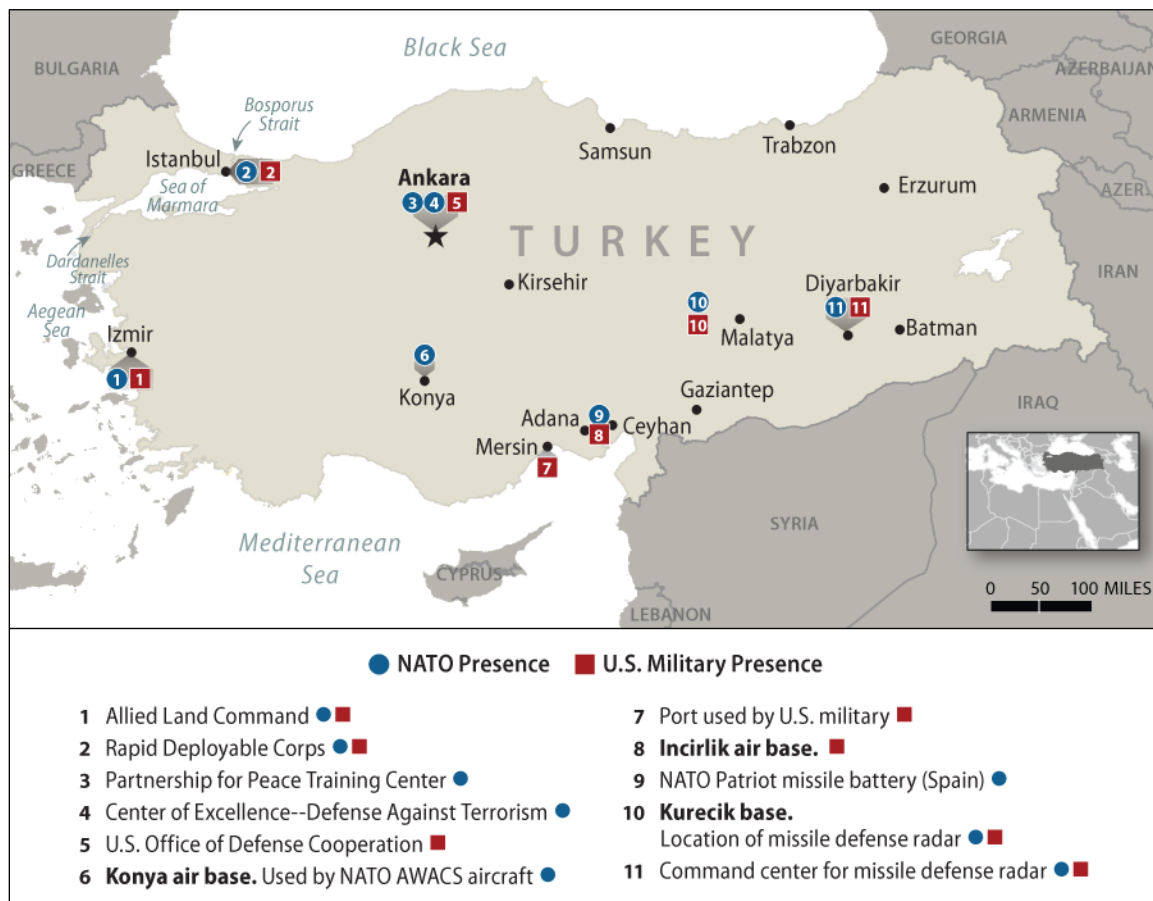 Black Sea
GEORGIA
BULGARIA
AZERBAIJAN
Bosporus
Strait
ARMENIA
Istanbul
2 2
Samsun
Trabzon
GREECE
Sea of
Marmara
Ankara
3 4 5
Erzurum
AZER.
TURKEY
Dardanelles
Strait
IRAN
Kirsehir
Diyarbakir
Aegean
Sea
10
11 11
Izmir
10
Malatya
Batman
6
1 1
Konya
Gaziantep
IRAQ
Adana
9
8
Ceyhan
Mersin
7
SYRIA
Mediterranean
Sea
CYPRUS
0 50 100 MILES
LEBANON
NATO Presence U.S. Military Presence
1 Allied Land Command
2 Rapid Deployable Corps
3 Partnership for Peace Training Center
4 Center of Excellence--Defense Against Terrorism
5 U.S. Office of Defense Cooperation
6 Konya air base. Used by NATO AWACS aircraft
7 Port used by U.S. military
8 Incirlik air base.
9 NATO Patriot missile battery (Spain)
10 Kurecik base.
Location of missile defense radar
11 Command center for missile defense radar